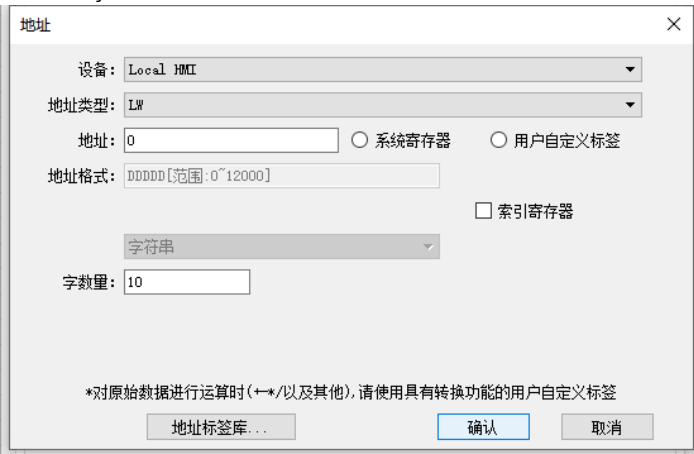 地址
设备: Local HMI
地址类型: LW
地址: 0 系统寄存器 用户自定义标签
地址格式: DDDDD[范围:0~12000]
索引寄存器
字符串
字数量: 10
*对原始数据进行运算时(+-*/以及其他),请使用具有转换功能的用户自定义标签
地址标签库... 确认 取消